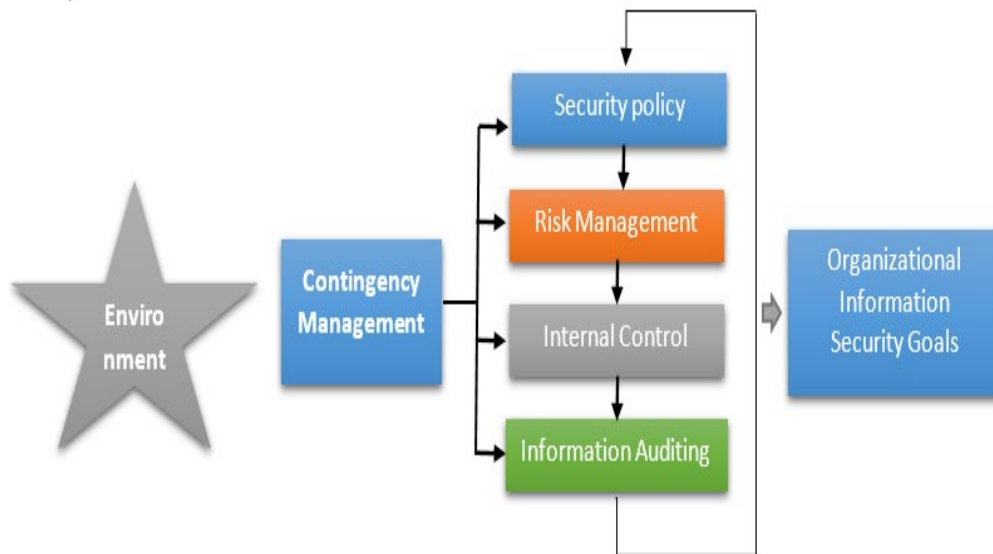 Enviro
nment
Contingency
Management
Security policy
Risk Management
Internal Control
Information Auditing
Organizational
Information
Security Goals